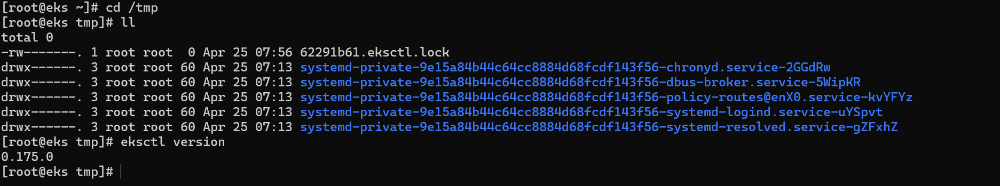 [root@eks ~]# cd /tmp
[root@eks tmp]# ll
total 0
-rw-------. 1 root root  0 Apr 25 07:56 62291b61.eksctl.lock
drwx------. 3 root root 60 Apr 25 07:13 systemd-private-9e15a84b44c64cc8884d68fcdf143f56-chronyd.service-2GGdRw
drwx------. 3 root root 60 Apr 25 07:13 systemd-private-9e15a84b44c64cc8884d68fcdf143f56-dbus-broker.service-5WipKR
drwx------. 3 root root 60 Apr 25 07:13 systemd-private-9e15a84b44c64cc8884d68fcdf143f56-policy-routes@enX0.service-kvYFYz
drwx------. 3 root root 60 Apr 25 07:13 systemd-private-9e15a84b44c64cc8884d68fcdf143f56-systemd-logind.service-uYSpvt
drwx------. 3 root root 60 Apr 25 07:13 systemd-private-9e15a84b44c64cc8884d68fcdf143f56-systemd-resolved.service-gZFxhZ
[root@eks tmp]# eksctl version
0.175.0
[root@eks tmp]#